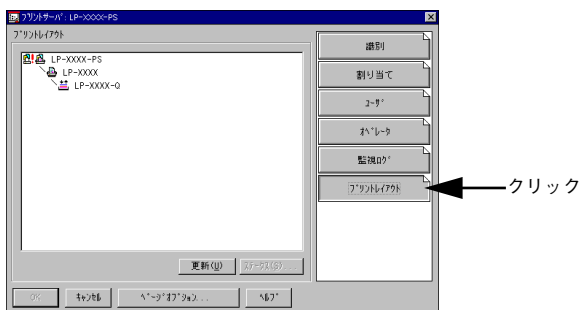 ﾌﾟﾘﾝﾄｻｰﾊﾞ: LP-XXXX-PS
ﾌﾟﾘﾝﾄﾚｲｱｳﾄ
LP-XXXX-PS
LP-XXXX
LP-XXXX-Q
識別
割り当て
ﾕｰｻﾞ
ｵﾍﾟﾚｰﾀ
監視ﾛｸﾞ
ﾌﾟﾘﾝﾄﾚｲｱｳﾄ
クリック
更新(U)
ｽﾃｰﾀｽ(S)...
OK
ｷｬﾝｾﾙ
ﾍﾟｰｼﾞｵﾌﾟｼｮﾝ...
ﾍﾙﾌﾟ